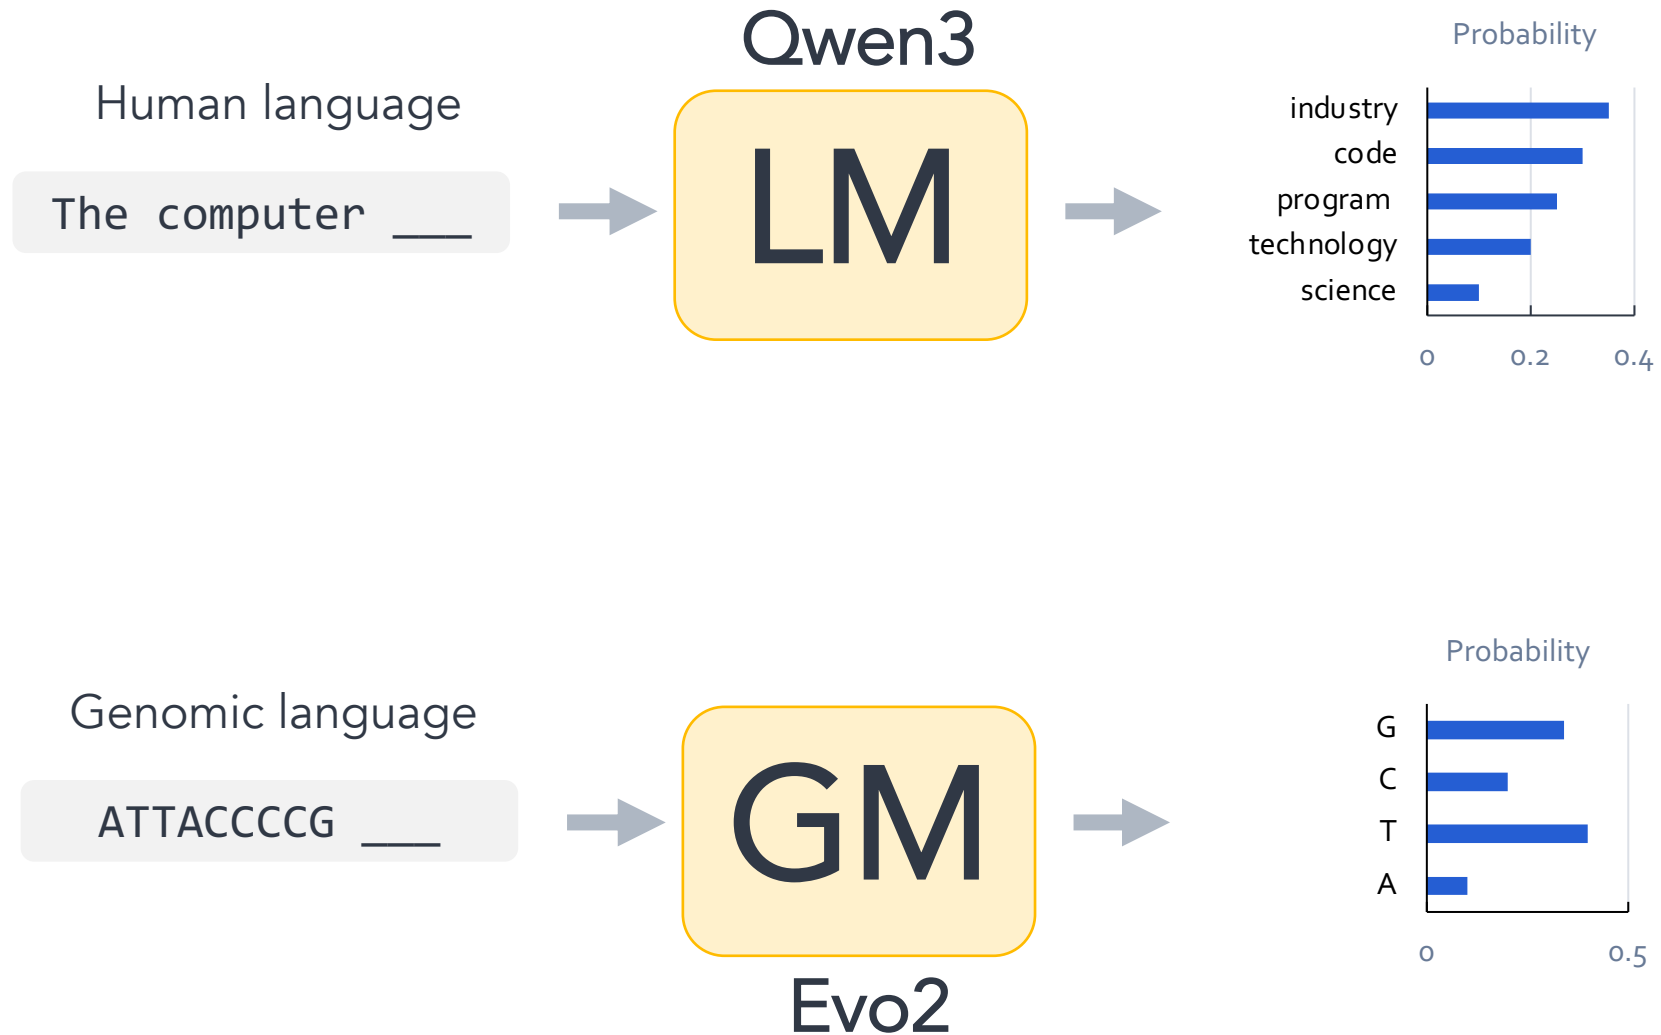 Qwen3
Human language
The computer ___
LM
Probability
industry
code
program
technology
science
0 0.2 0.4
Genomic language
ATTACCCCG ___
GM
Evo2
Probability
G
C
T
A
0 0.5